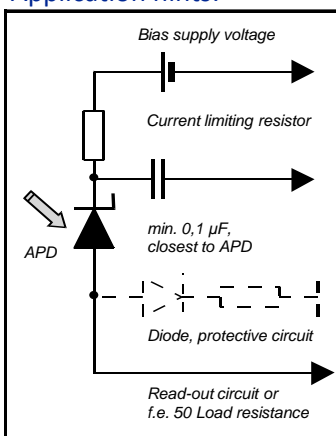 Application hints:
Bias supply voltage
Current limiting resistor
min. 0,1 µF,
closest to APD
APD
Diode, protective circuit
Read-out circuit or
f.e. 50 Load resistance